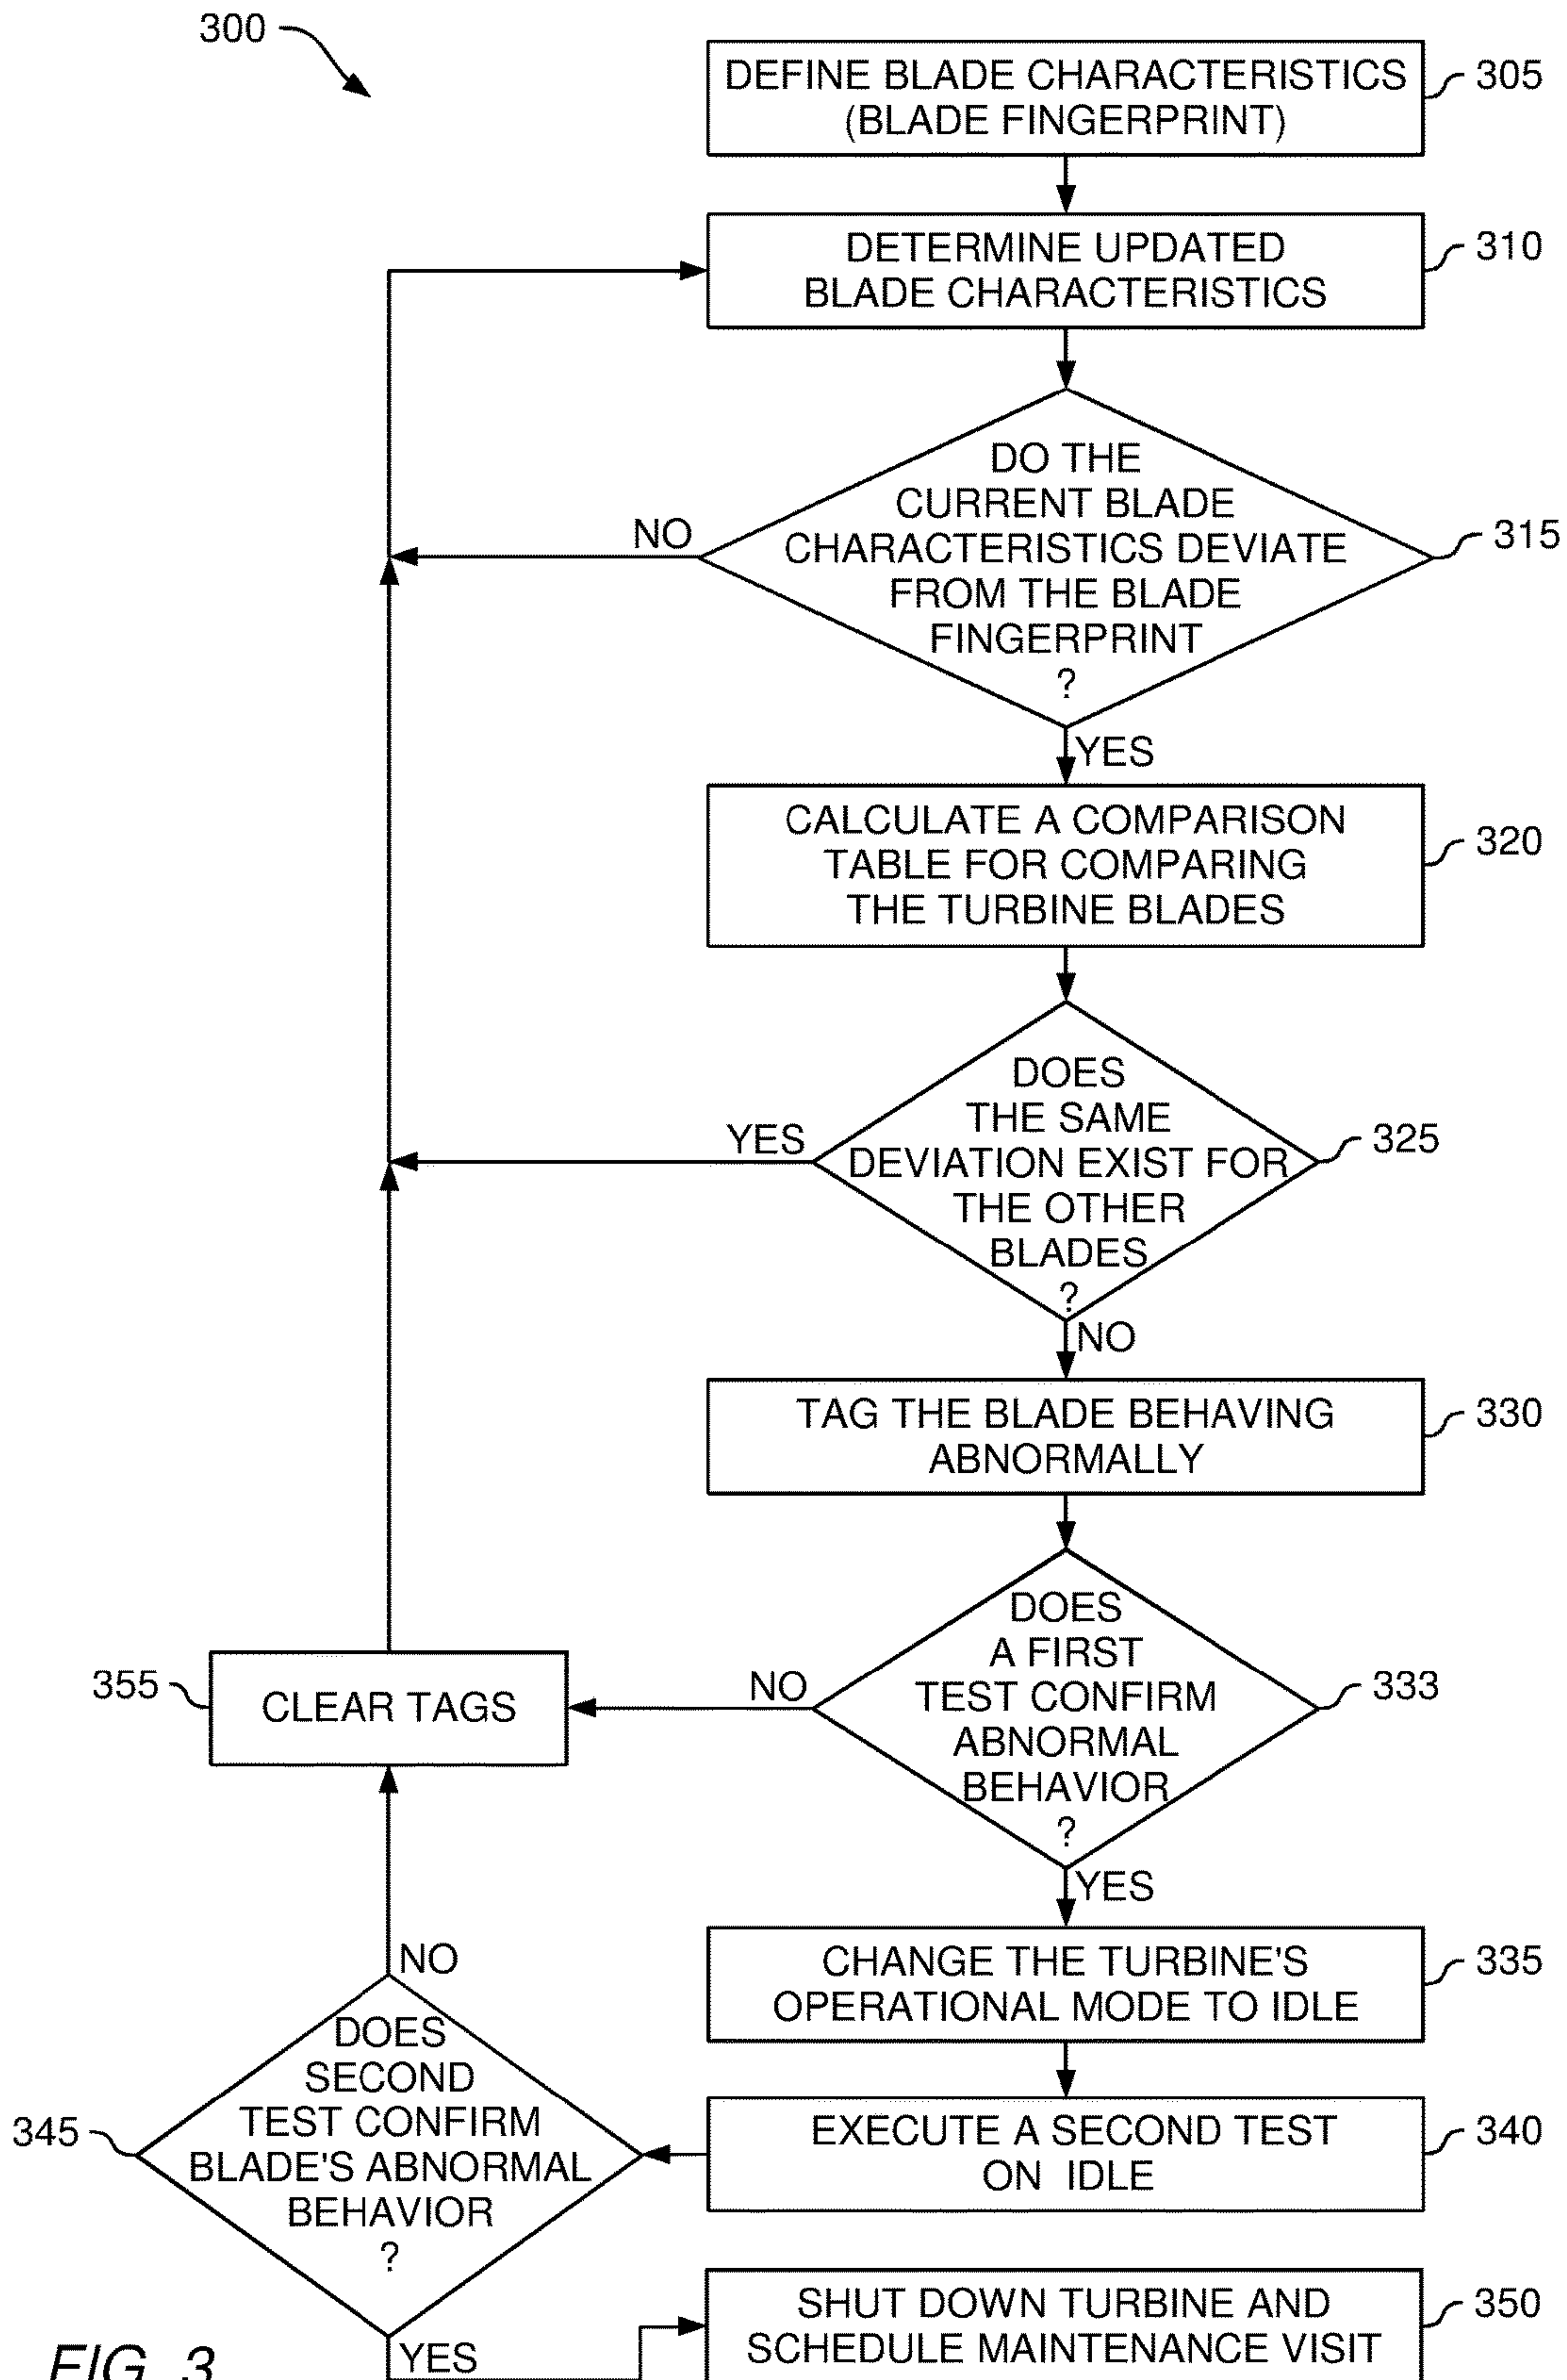 300
DEFINE BLADE CHARACTERISTICS
(BLADE FINGERPRINT)
305
DETERMINE UPDATED
BLADE CHARACTERISTICS
310
DO THE
CURRENT BLADE
CHARACTERISTICS DEVIATE
FROM THE BLADE
FINGERPRINT
?
315
NO
YES
CALCULATE A COMPARISON
TABLE FOR COMPARING
THE TURBINE BLADES
320
DOES
THE SAME
DEVIATION EXIST FOR
THE OTHER
BLADES
?
325
YES
NO
TAG THE BLADE BEHAVING
ABNORMALLY
330
DOES
A FIRST
TEST CONFIRM
ABNORMAL
BEHAVIOR
?
333
NO
355
CLEAR TAGS
YES
CHANGE THE TURBINE'S
OPERATIONAL MODE TO IDLE
335
EXECUTE A SECOND TEST
ON IDLE
340
NO
DOES
SECOND
TEST CONFIRM
BLADE'S ABNORMAL
BEHAVIOR
?
345
YES
SHUT DOWN TURBINE AND
SCHEDULE MAINTENANCE VISIT
350
FIG. 3